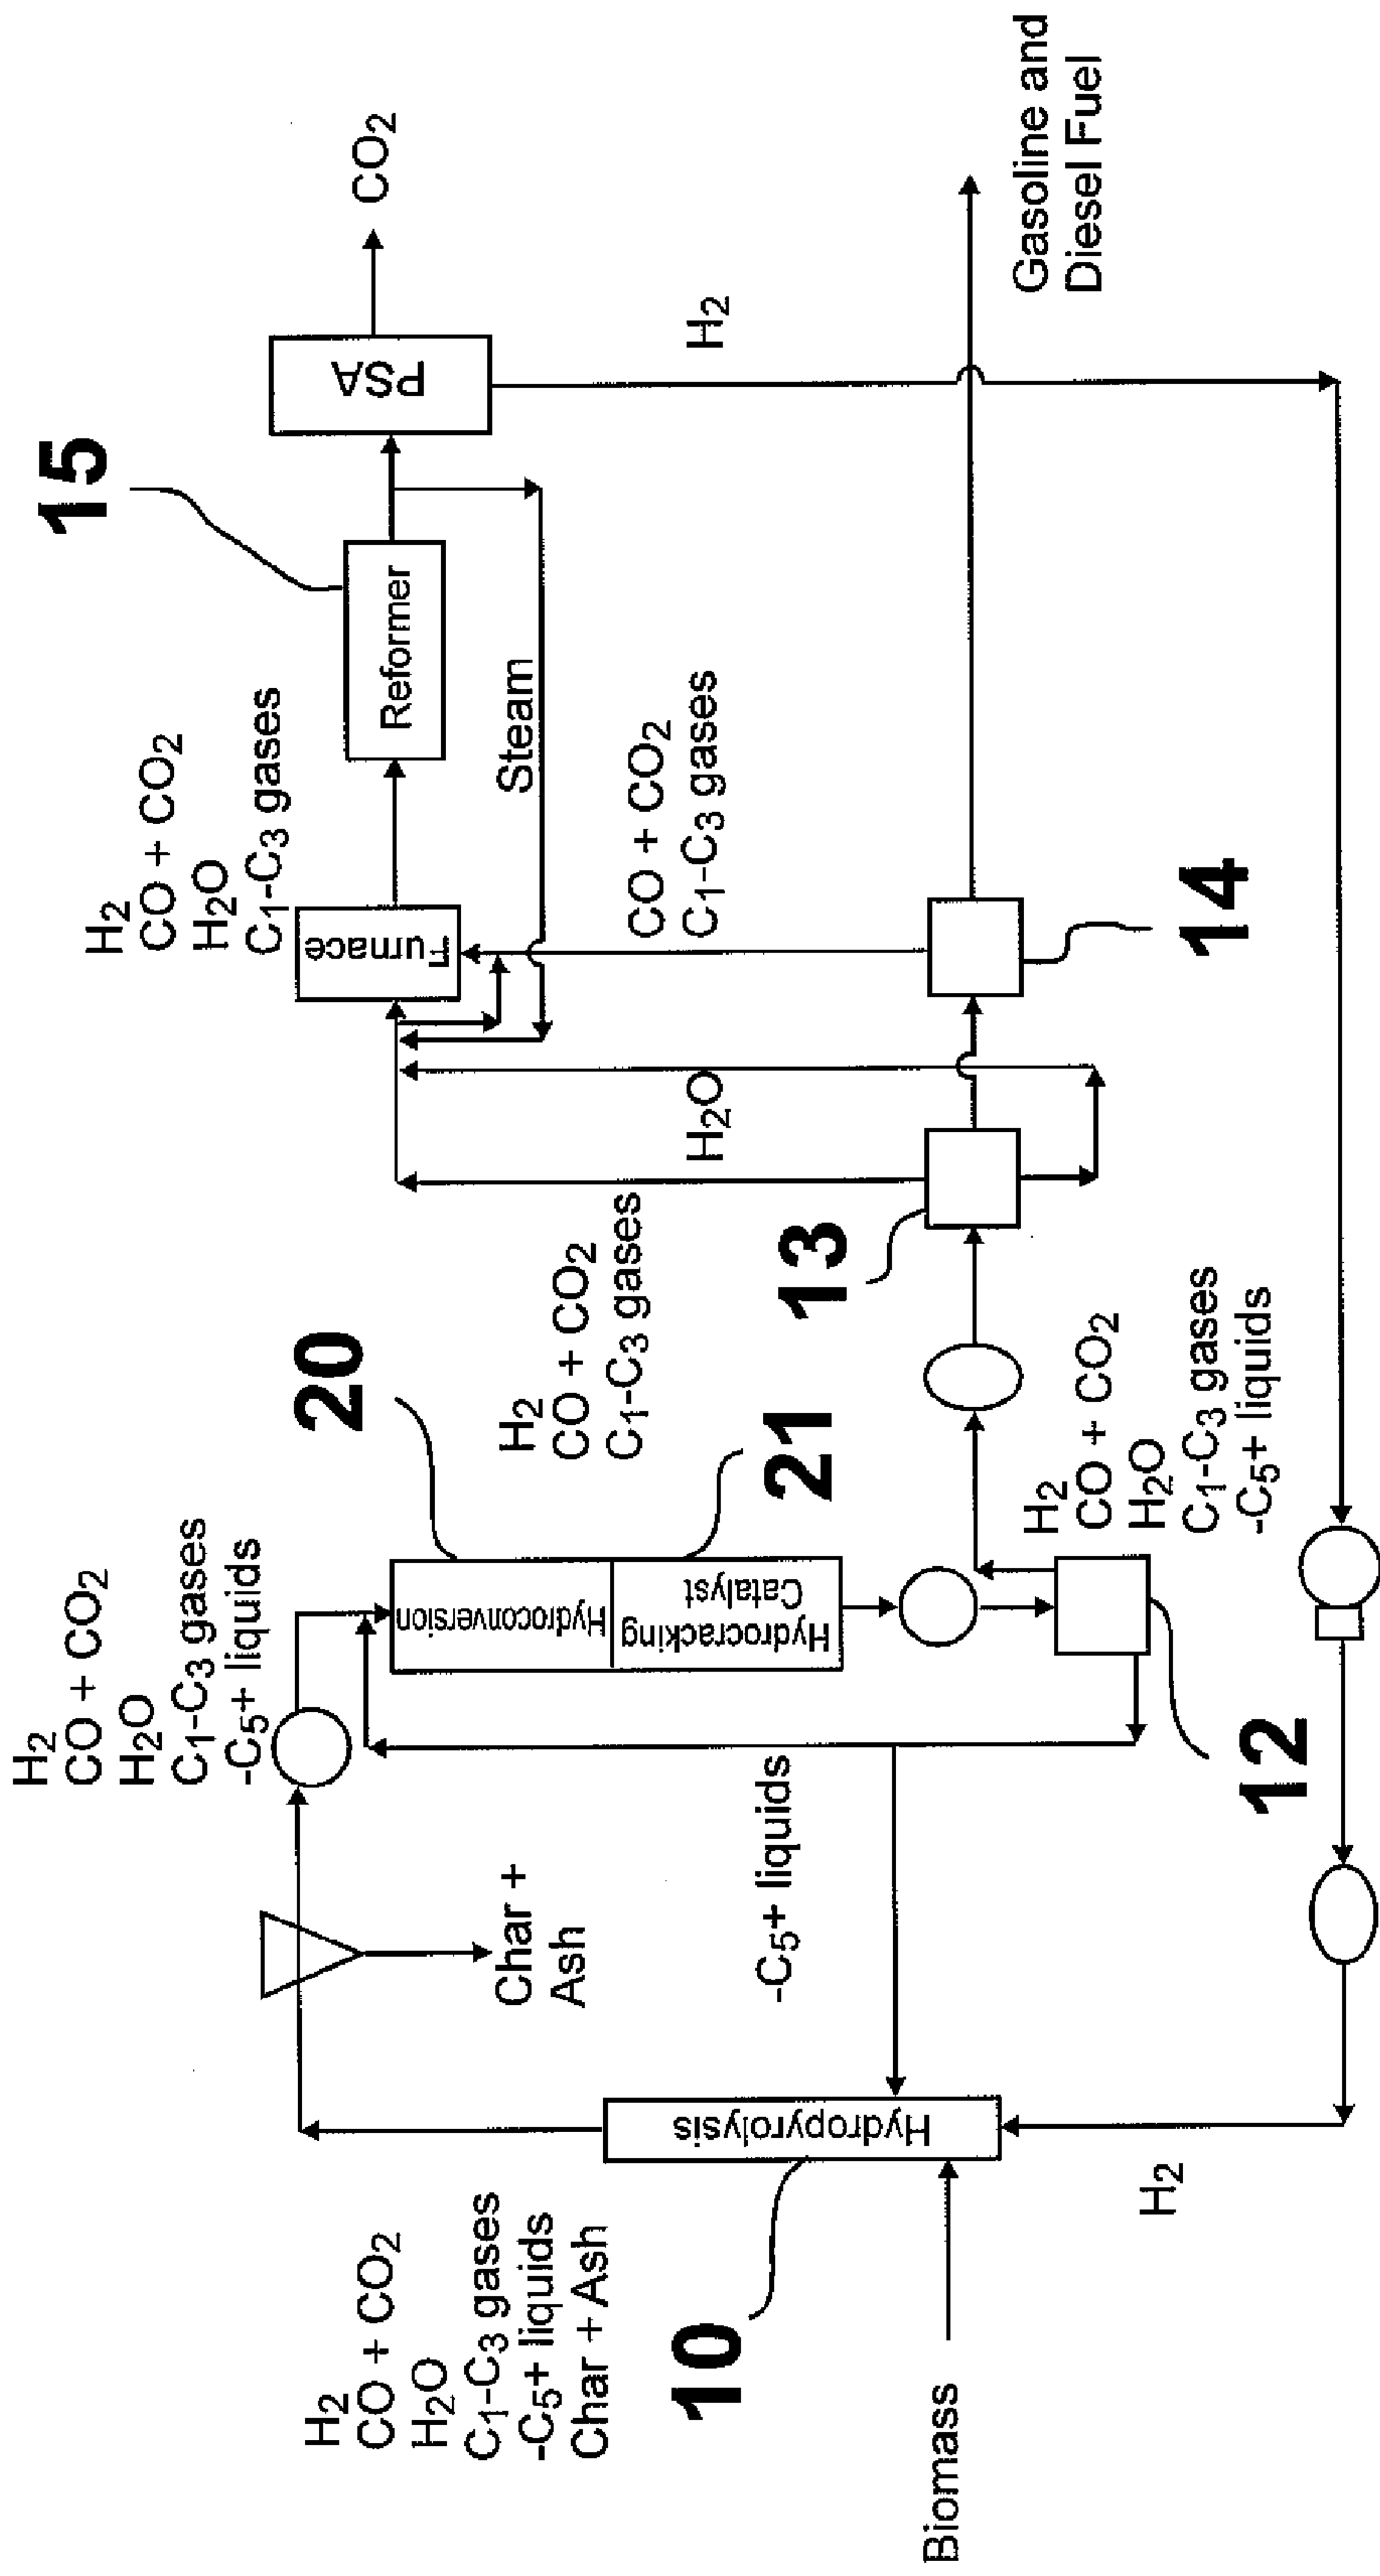 H2
CO + CO2
H2O
C1-C3 gases
-C5+ liquids
Char + Ash
10
Biomass
Hydropyrolysis
H2
Char +
Ash
H2
CO + CO2
H2O
C1-C3 gases
-C5+ liquids
-C5+ liquids
20
Hydroconversion
Hydrocracking
Catalyst
21
12
H2
CO + CO2
H2O
C1-C3 gases
-C5+ liquids
H2
CO + CO2
C1-C3 gases
13
H2O
14
CO + CO2
C1-C3 gases
H2
CO + CO2
H2O
C1-C3 gases
Furnace
Steam
Reformer
15
PSA
CO2
H2
Gasoline and
Diesel Fuel